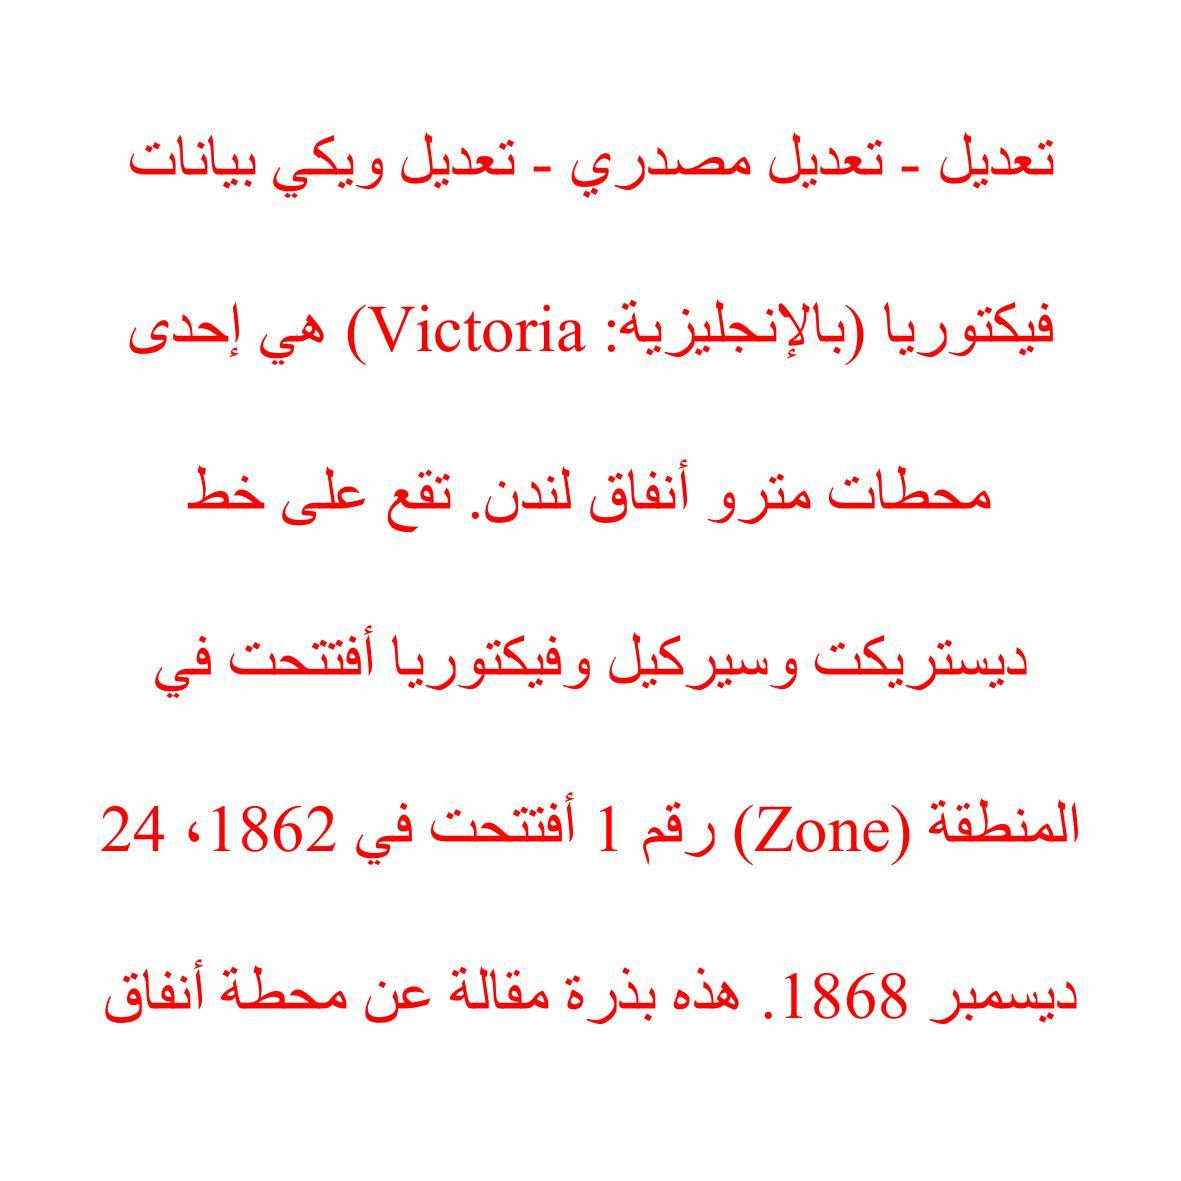 تعديل - تعديل مصدري - تعديل ويكي بيانات
فيكتوريا (بالإنجليزية: Victoria) هي إحدى
محطات مترو أنفاق لندن. تقع على خط
ديستريكت وسيركيل وفيكتوريا أفتتحت في
المنطقة (Zone) رقم 1 أفتتحت في 1862، 24
ديسمبر 1868. هذه بذرة مقالة عن محطة أنفاق